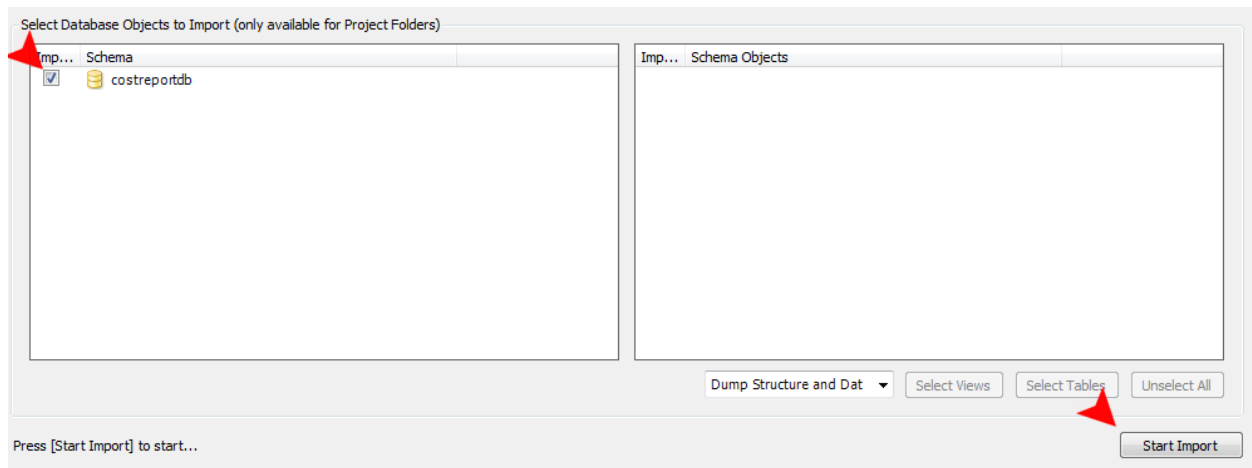 Select Database Objects to Import (only available for Project Folders)
Imp... Schema
costreportdb
Imp... Schema Objects
Dump Structure and Dat
Select Views
Select Tables
Unselect All
Press [Start Import] to start...
Start Import